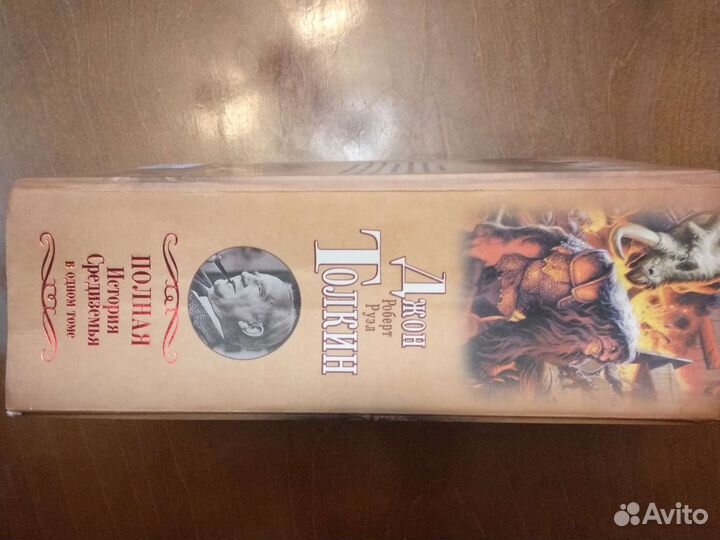 Джон
Роберт
Руэл
Толкин
ПОЛНАЯ
История
Средиземья
в одном томе
Avito